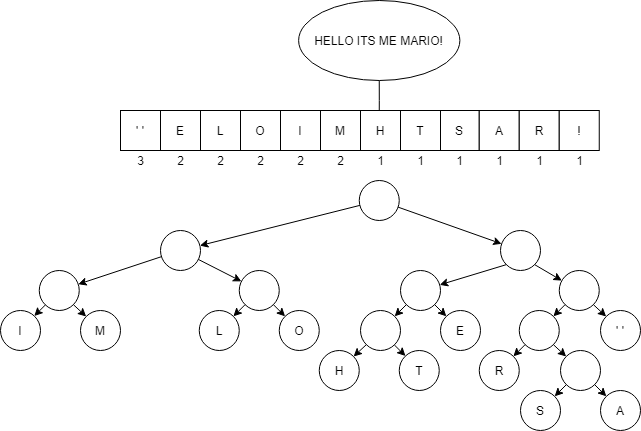 HELLO ITS ME MARIO!
' ' E L O I M H T S A R !
3 2 2 2 2 2 1 1 1 1 1 1
I M L O E ' '
H T R
S A